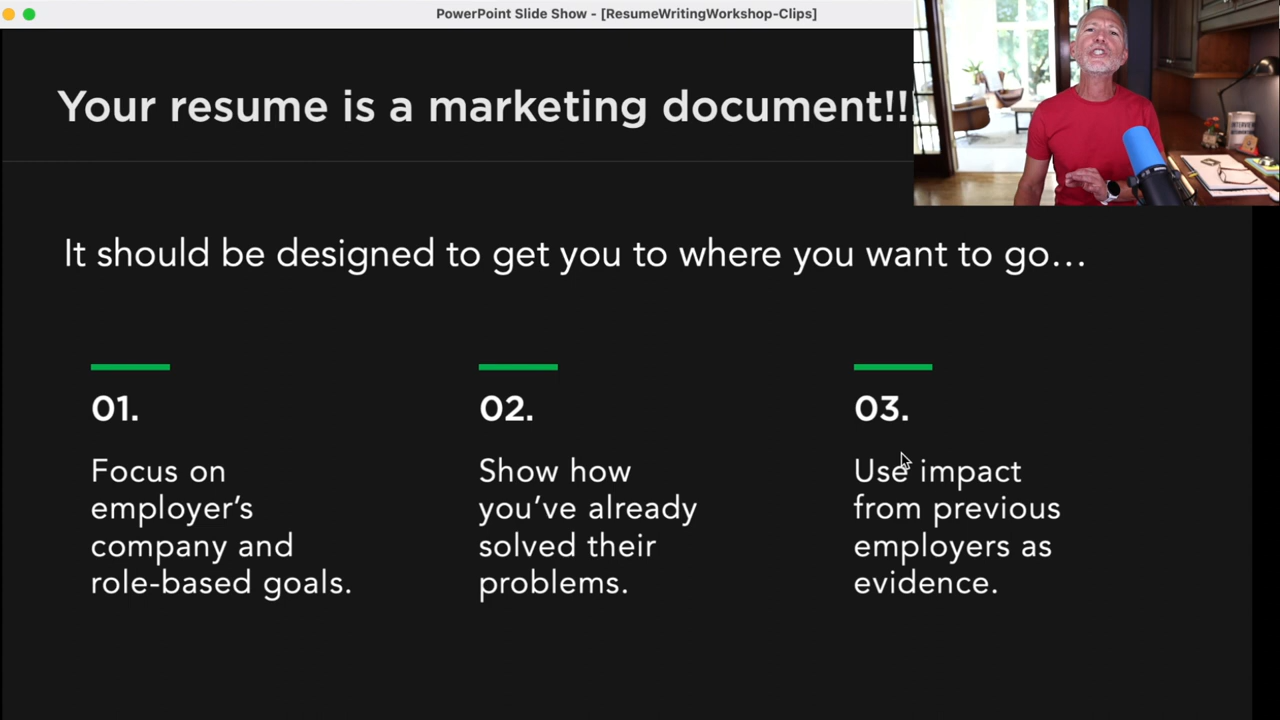 PowerPoint Slide Show - [ResumeWritingWorkshop-Clips]
Your resume is a marketing document!!!
It should be designed to get you to where you want to go…
01.
Focus on
employer’s
company and
role-based goals.
02.
Show how
you’ve already
solved their
problems.
03.
Use impact
from previous
employers as
evidence.
INTERVIEW